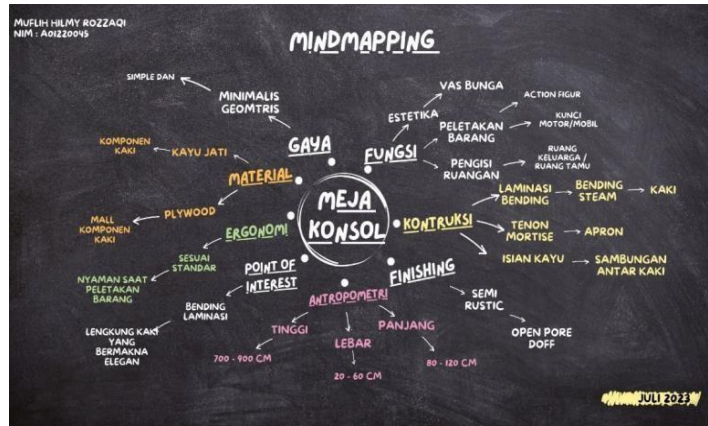 MUFLIH HILMY ROZZAQI
NIM : A01220045
MINDMAPPING
SIMPLE DAN
MINIMALIS
GEOMTRIS
GAYA
KOMPONEN
KAKI
KAYU JATI
MATERIAL
MALL
KOMPONEN
KAKI
PLYWOOD
ERGONOMI
SESUAI
STANDAR
NYAMAN SAAT
PELETAKAN
BARANG
POINT OF
INTEREST
BENDING
LAMINASI
LENGKUNG KAKI
YANG
BERMAKNA
ELEGAN
MEJA
KONSOL
VAS BUNGA
ESTETIKA
ACTION FIGUR
PELETAKAN
BARANG
KUNCI
MOTOR/MOBIL
FUNGSI
PENGISI
RUANGAN
RUANG
KELUARGA /
RUANG TAMU
LAMINASI
BENDING
BENDING
STEAM
KAKI
KONTRUKSI
TENON
MORTISE
APRON
ISIAN KAYU
SAMBUNGAN
ANTAR KAKI
FINISHING
SEMI
RUSTIC
OPEN PORE
DOFF
ANTROPOMETRI
TINGGI
700 - 900 CM
LEBAR
20 - 60 CM
PANJANG
80 - 120 CM
JULI 2023